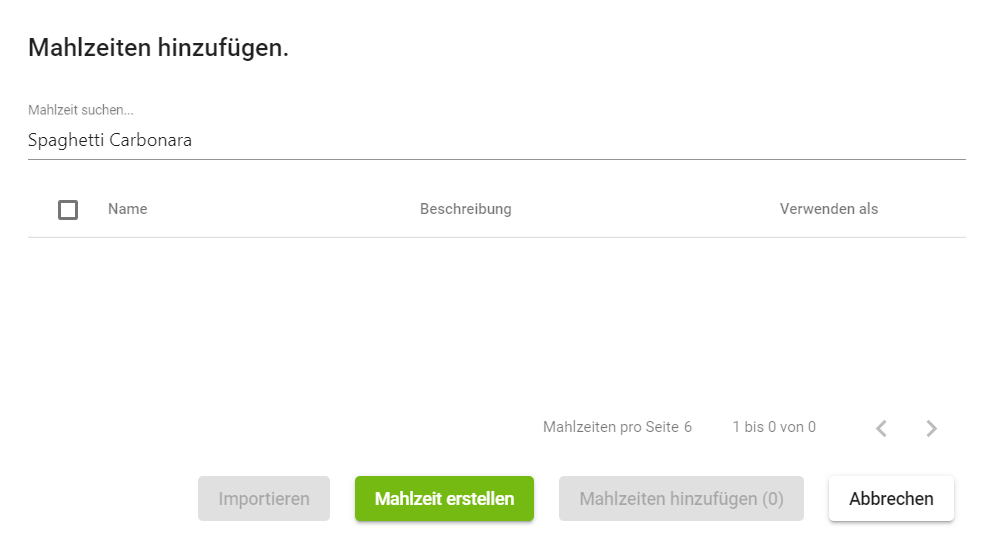 Mahlzeiten hinzufügen.
Mahlzeit suchen...
Spaghetti Carbonara
Name Beschreibung Verwenden als
Mahlzeiten pro Seite 6 1 bis 0 von 0
Importieren Mahlzeit erstellen Mahlzeiten hinzufügen (0) Abbrechen